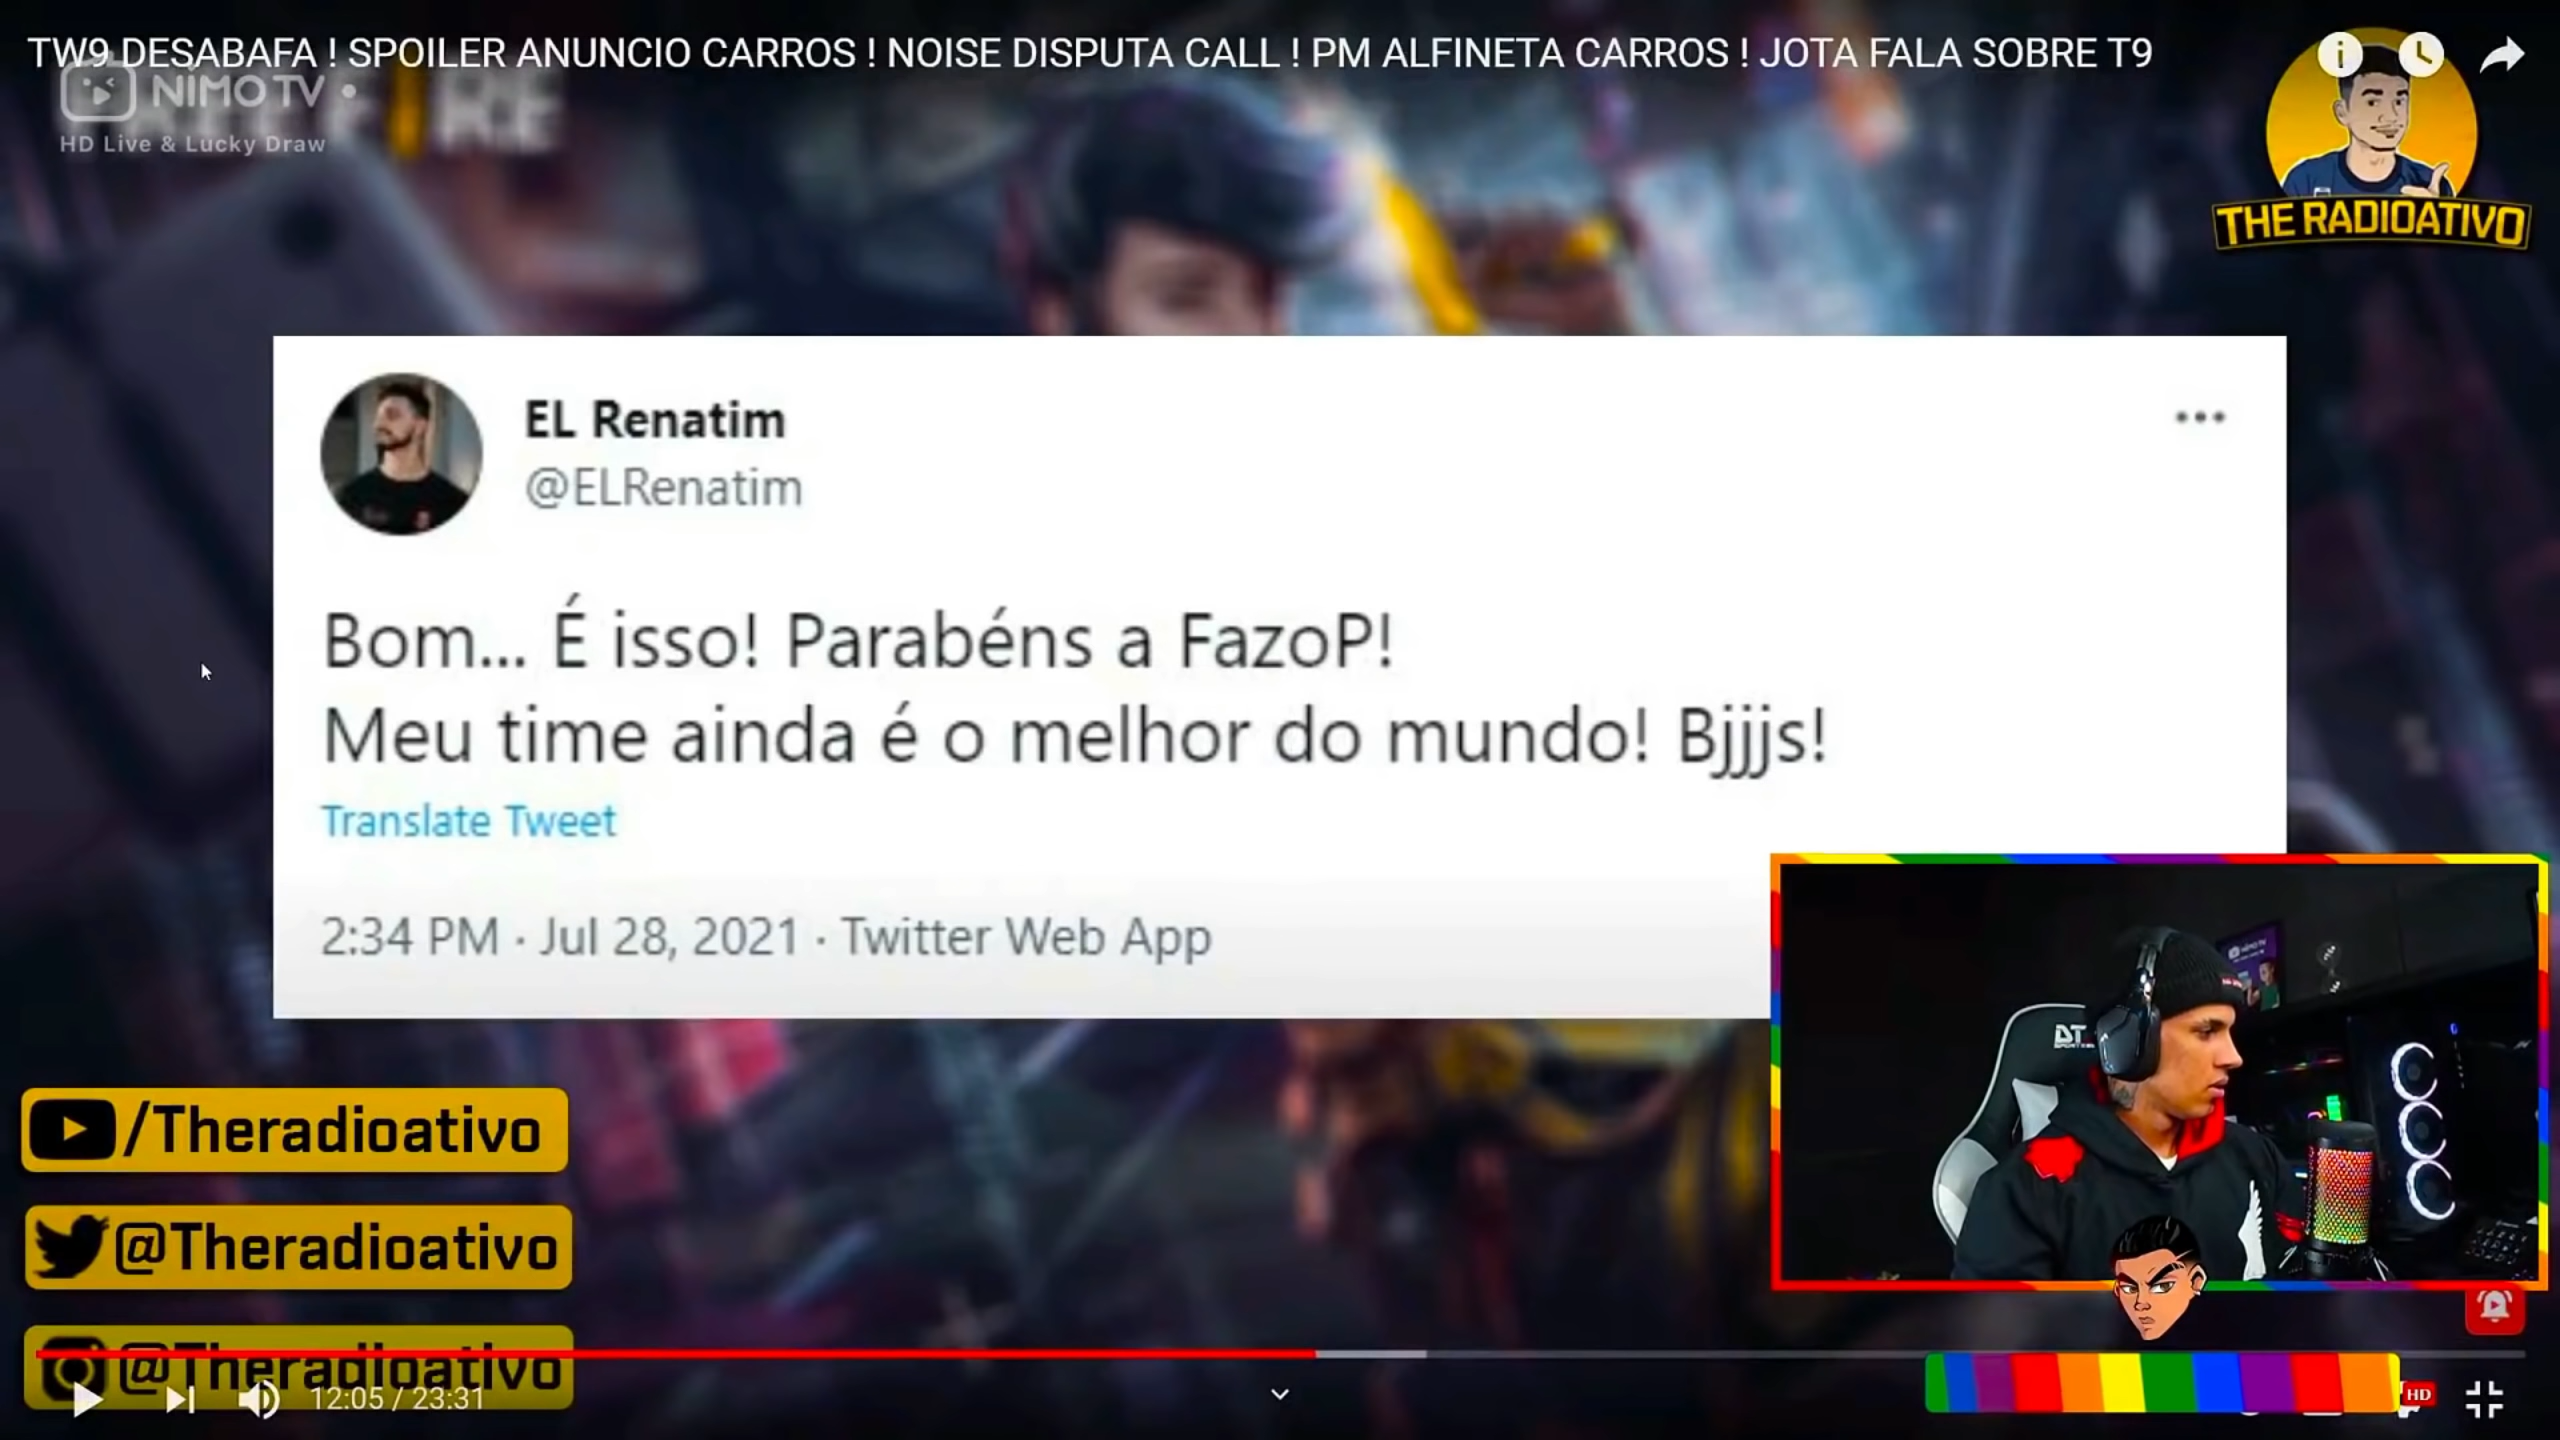 TW9 DESABAFA ! SPOILER ANUNCIO CARROS ! NOISE DISPUTA CALL ! PM ALFINETA CARROS ! JOTA FALA SOBRE T9
NIMO TV
HD Live & Lucky Draw
THE RADIOATIVO
EL Renatim
@ELRenatim
Bom... É isso! Parabéns a FazoP!
Meu time ainda é o melhor do mundo! Bjjjs!
Translate Tweet
2:34 PM · Jul 28, 2021 · Twitter Web App
DT
/Theradioativo
@Theradioativo
@Theradioativo
12:05 / 23:31
HD